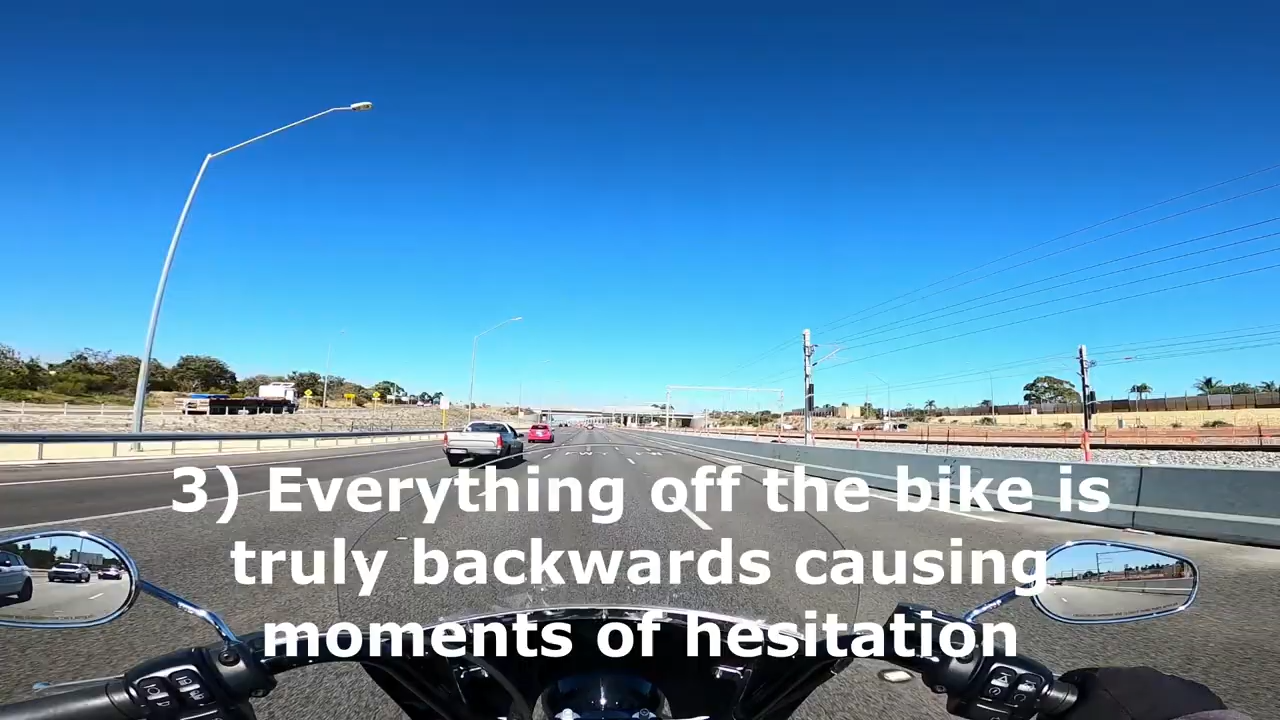 3) Everything off the bike is
truly backwards causing
moments of hesitation